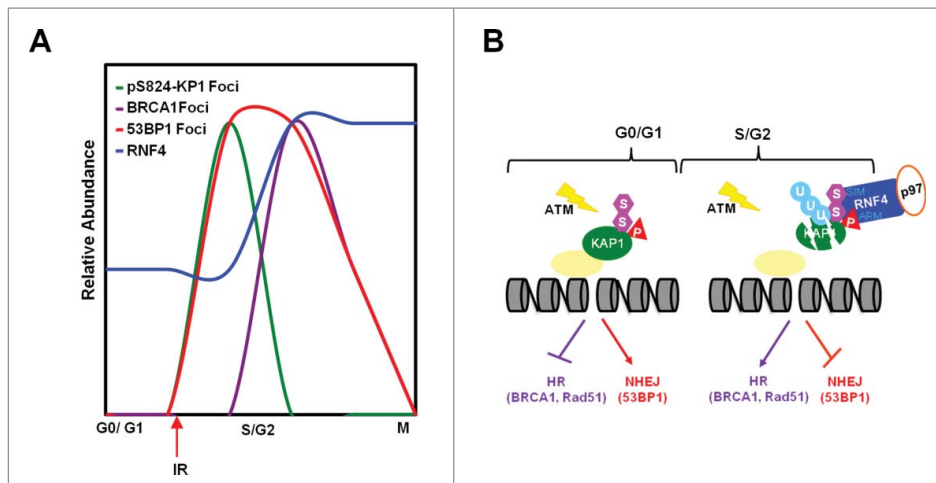 A
pS824-KP1 Foci
BRCA1Foci
53BP1 Foci
RNF4
Relative Abundance
G0/ G1
S/G2
M
IR
B
G0/G1
S/G2
ATM
S
S
P
KAP1
HR
(BRCA1, Rad51)
NHEJ
(53BP1)
ATM
U
U
U
S
S
P
SIM
ARM
RNF4
p97
KAP1
HR
(BRCA1, Rad51)
NHEJ
(53BP1)